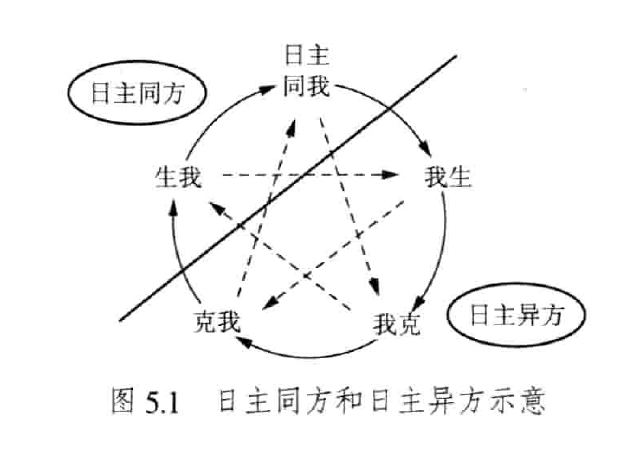 日主
同我
日主同方
生我
我生
克我
我克
日主异方
图 5.1 日主同方和日主异方示意